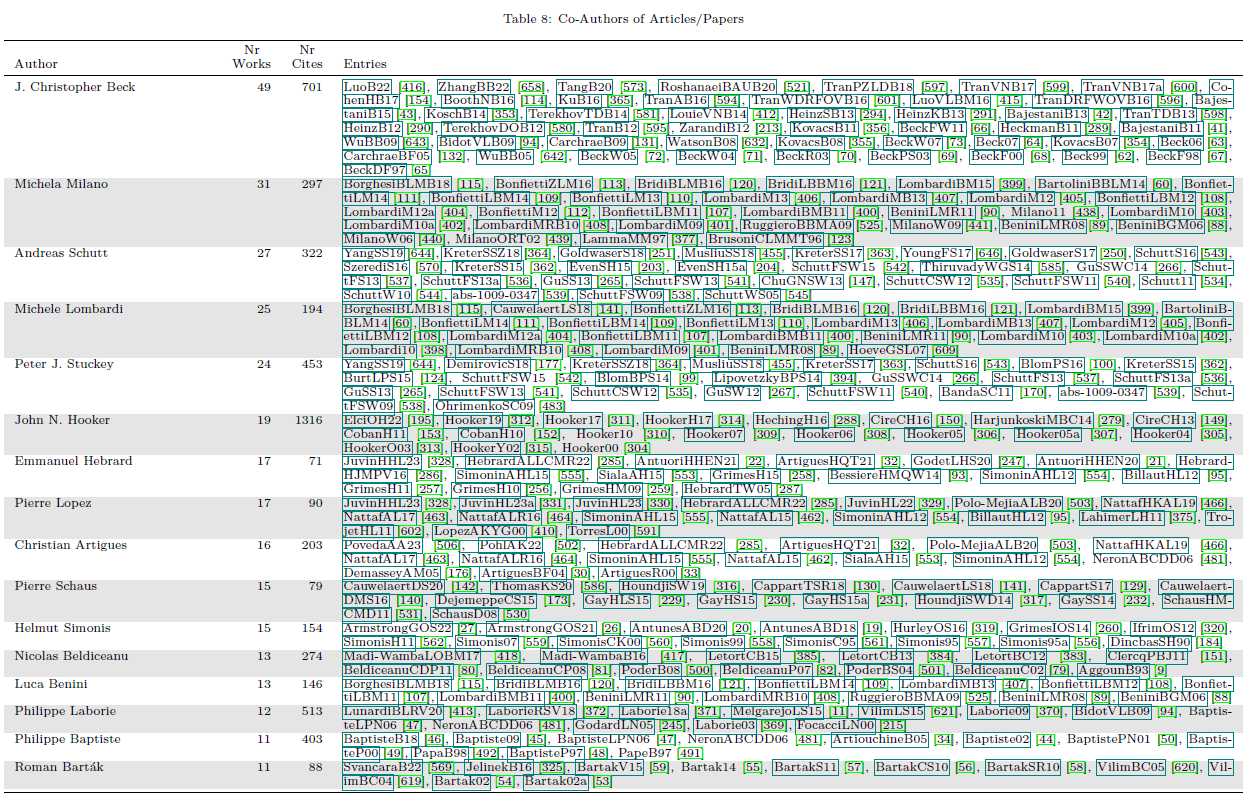 Table 8: Co-Authors of Articles/Papers
Author Nr Works Nr Cites Entries
J. Christopher Beck 49 701 LuoB22 [416], ZhangBB22 [658], TangB20 [573], RoshanaeiBAUB20 [521], TranPZLDB18 [597], TranVNB17 [599], TranVNB17a [600], Co-
henHB17 [154], BoothNB16 [114], KuB16 [365], TranAB16 [594], TranWDRFOVB16 [601], LuoVLBM16 [415], TranDRFWOVB16 [596], Bajes-
taniB15 [43], KoschB14 [353], TerekhovTDB14 [581], LouieVNB14 [412], HeinzSB13 [294], HeinzKB13 [291], BajestaniB13 [42], TranTDB13 [598],
HeinzB12 [290], TerekhovDOB12 [580], TranB12 [595], ZarandiB12 [213], KovacsB11 [356], BeckFW11 [66], HeckmanB11 [289], BajestaniB11 [41],
WuBB09 [643], BidotVLB09 [94], CarchraeB09 [131], WatsonB08 [632], KovacsB08 [355], BeckW07 [73], Beck07 [64], KovacsB07 [354], Beck06 [63],
CarchraeBF05 [132], WuBB05 [642], BeckW05 [72], BeckW04 [71], BeckR03 [70], BeckPS03 [69], BeckF00 [68], Beck99 [62], BeckF98 [67],
BeckDF97 [65]
Michela Milano 31 297 BorghesiBLMB18 [115], BonfiettiZLM16 [113], BridiBLMB16 [120], BridiLBBM16 [121], LombardiBM15 [399], BartoliniBBLM14 [60], Bonfiet-
tiLM14 [111], BonfiettiLBM14 [109], BonfiettiLM13 [110], LombardiM13 [406], LombardiMB13 [407], LombardiM12 [405], BonfiettiLBM12 [108],
LombardiM12a [404], BonfiettiM12 [112], BonfiettiLBM11 [107], LombardiBMB11 [400], BeniniLMR11 [90], Milano11 [438], LombardiM10 [403],
LombardiM10a [402], LombardiMRB10 [408], LombardiM09 [401], RuggieroBBMA09 [525], MilanoW09 [441], BeniniLMR08 [89], BeniniBGM06 [88],
MilanoW06 [440], MilanoORT02 [439], LammaMM97 [377], BrusoniCLMMT96 [123]
Andreas Schutt 27 322 YangSS19 [644], KreterSSZ18 [364], GoldwaserS18 [251], MusliuSS18 [455], KreterSS17 [363], YoungFS17 [646], GoldwaserS17 [250], SchuttS16 [543],
SzerediS16 [570], KreterSS15 [362], EvenSH15 [203], EvenSH15a [204], SchuttFSW15 [542], ThiruvadyWGS14 [585], GuSSWC14 [266], Schut-
tFS13 [537], SchuttFS13a [536], GuSS13 [265], SchuttFSW13 [541], ChuGNSW13 [147], SchuttCSW12 [535], SchuttFSW11 [540], Schutt11 [534],
SchuttW10 [544], abs-1009-0347 [539], SchuttFSW09 [538], SchuttWS05 [545]
Michele Lombardi 25 194 BorghesiBLMB18 [115], CauwelaertLS18 [141], BonfiettiZLM16 [113], BridiBLMB16 [120], BridiLBBM16 [121], LombardiBM15 [399], BartoliniB-
BLM14 [60], BonfiettiLM14 [111], BonfiettiLBM14 [109], BonfiettiLM13 [110], LombardiM13 [406], LombardiMB13 [407], LombardiM12 [405], Bonfi-
ettiLBM12 [108], LombardiM12a [404], BonfiettiLBM11 [107], LombardiBMB11 [400], BeniniLMR11 [90], LombardiM10 [403], LombardiM10a [402],
Lombardi10 [398], LombardiMRB10 [408], LombardiM09 [401], BeniniLMR08 [89], HoeveGSL07 [609]
Peter J. Stuckey 24 453 YangSS19 [644], DemirovicS18 [177], KreterSSZ18 [364], MusliuSS18 [455], KreterSS17 [363], SchuttS16 [543], BlomPS16 [100], KreterSS15 [362],
BurtLPS15 [124], SchuttFSW15 [542], BlomBPS14 [99], LipovetzkyBPS14 [394], GuSSWC14 [266], SchuttFS13 [537], SchuttFS13a [536],
GuSS13 [265], SchuttFSW13 [541], SchuttCSW12 [535], GuSW12 [267], SchuttFSW11 [540], BandaSC11 [170], abs-1009-0347 [539], Schut-
tFSW09 [538], OhrimenkoSC09 [483]
John N. Hooker 19 1316 ElciOH22 [195], Hooker19 [312], Hooker17 [311], HookerH17 [314], HechingH16 [288], CireCH16 [150], HarjunkoskiMBC14 [279], CireCH13 [149],
CobanH11 [153], CobanH10 [152], Hooker10 [310], Hooker07 [309], Hooker06 [308], Hooker05 [306], Hooker05a [307], Hooker04 [305],
HookerO03 [313], HookerY02 [315], Hooker00 [304]
Emmanuel Hebrard 17 71 JuvinHHL23 [328], HebrardALLCMR22 [285], AntuoriHHEN21 [22], ArtiguesHQT21 [32], GodetLHS20 [247], AntuoriHHEN20 [21], Hebrard-
HJMPV16 [286], SimoninAHL15 [555], SialaAH15 [553], GrimesH15 [258], BessiereHMQW14 [93], SimoninAHL12 [554], BillautHL12 [95],
GrimesH11 [257], GrimesH10 [256], GrimesHM09 [259], HebrardTW05 [287]
Pierre Lopez 17 90 JuvinHHL23 [328], JuvinHL23a [331], JuvinHL23 [330], HebrardALLCMR22 [285], JuvinHL22 [329], Polo-MejiaALB20 [503], NattafHKAL19 [466],
NattafAL17 [463], NattafALR16 [464], SimoninAHL15 [555], NattafAL15 [462], SimoninAHL12 [554], BillautHL12 [95], LahimerLH11 [375], Tro-
jetHL11 [602], LopezAKYG00 [410], TorresL00 [591]
Christian Artigues 16 203 PovedaAA23 [506], PohlAK22 [502], HebrardALLCMR22 [285], ArtiguesHQT21 [32], Polo-MejiaALB20 [503], NattafHKAL19 [466],
NattafAL17 [463], NattafALR16 [464], SimoninAHL15 [555], NattafAL15 [462], SialaAH15 [553], SimoninAHL12 [554], NeronABCDD06 [481],
DemasseyAM05 [176], ArtiguesBF04 [30], ArtiguesR00 [33]
Pierre Schaus 15 79 CauwelaertDS20 [142], ThomasKS20 [586], HoundjiSW19 [316], CappartTSR18 [130], CauwelaertLS18 [141], CappartS17 [129], Cauwelaert-
DMS16 [140], DejemeppeCS15 [173], GayHLS15 [229], GayHS15 [230], GayHS15a [231], HoundjiSWD14 [317], GaySS14 [232], SchausHM-
CMD11 [531], SchausD08 [530]
Helmut Simonis 15 154 ArmstrongGOS22 [27], ArmstrongGOS21 [26], AntunesABD20 [20], AntunesABD18 [19], HurleyOS16 [319], GrimesIOS14 [260], IfrimOS12 [320],
SimonisH11 [562], Simonis07 [559], SimonisCK00 [560], Simonis99 [558], SimonisC95 [561], Simonis95 [557], Simonis95a [556], DincbasSH90 [184]
Nicolas Beldiceanu 13 274 Madi-WambaLOBM17 [418], Madi-WambaB16 [417], LetortCB15 [385], LetortCB13 [384], LetortBC12 [383], ClercqPBJ11 [151],
BeldiceanuCDP11 [80], BeldiceanuCP08 [81], PoderB08 [500], BeldiceanuP07 [82], PoderBS04 [501], BeldiceanuC02 [79], AggounB93 [9]
Luca Benini 13 146 BorghesiBLMB18 [115], BridiBLMB16 [120], BridiLBBM16 [121], BonfiettiLBM14 [109], LombardiMB13 [407], BonfiettiLBM12 [108], Bonfiet-
tiLBM11 [107], LombardiBMB11 [400], BeniniLMR11 [90], LombardiMRB10 [408], RuggieroBBMA09 [525], BeniniLMR08 [89], BeniniBGM06 [88]
Philippe Laborie 12 513 LunardiBLRV20 [413], LaborieRSV18 [372], Laborie18a [371], MelgarejoLS15 [11], VilimLS15 [621], Laborie09 [370], BidotVLB09 [94], Baptis-
teLPN06 [47], NeronABCDD06 [481], GodardLN05 [245], Laborie03 [369], FocacciLN00 [215]
Philippe Baptiste 11 403 BaptisteB18 [46], Baptiste09 [45], BaptisteLPN06 [47], NeronABCDD06 [481], ArtiouchineB05 [34], Baptiste02 [44], BaptistePN01 [50], Baptis-
teP00 [49], PapaB98 [492], BaptisteP97 [48], PapeB97 [491]
Roman Barták 11 88 SvancaraB22 [569], JelinekB16 [325], BartakV15 [59], Bartak14 [55], BartakS11 [57], BartakCS10 [56], BartakSR10 [58], VilimBC05 [620], Vil-
imBC04 [619], Bartak02 [54], Bartak02a [53]